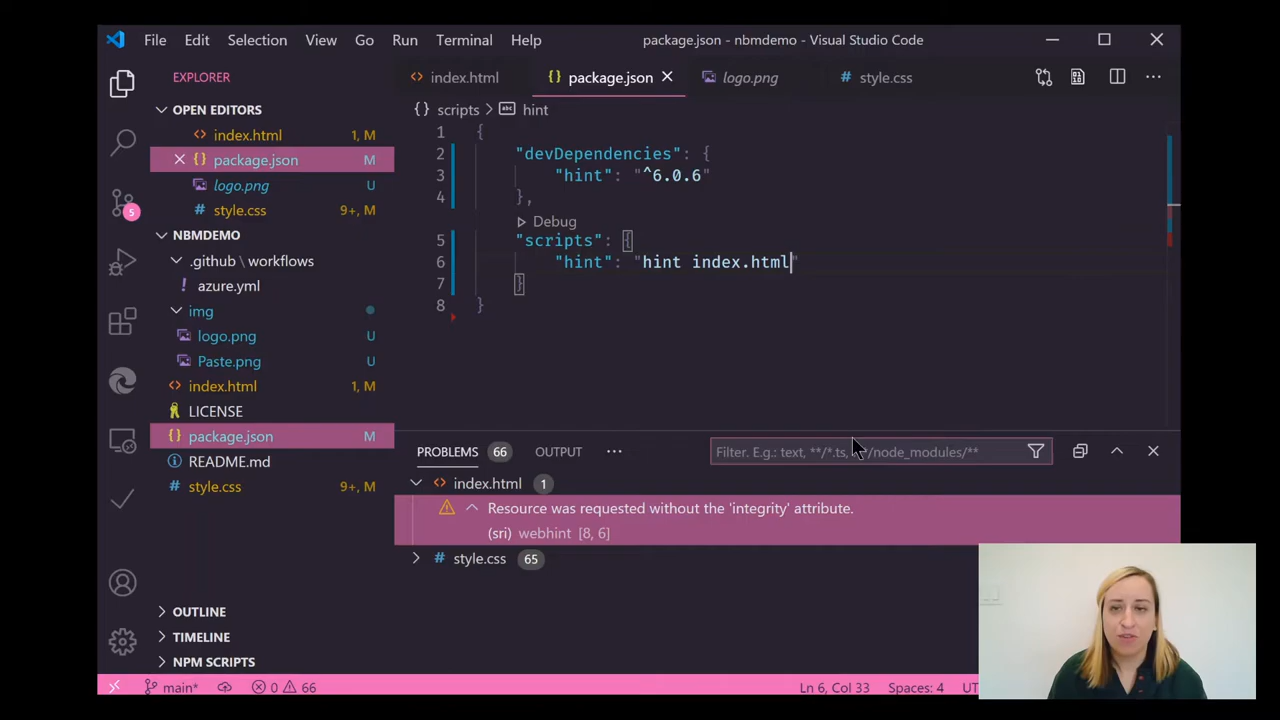 File Edit Selection View Go Run Terminal Help package.json - nbmdemo - Visual Studio Code
EXPLORER
OPEN EDITORS
index.html 1, M
package.json M
logo.png U
style.css 9+, M
NBMDEMO
.github \ workflows
azure.yml
img
logo.png U
Paste.png U
index.html 1, M
LICENSE
package.json M
README.md
style.css 9+, M
OUTLINE
TIMELINE
NPM SCRIPTS
5
index.html package.json logo.png style.css
{} scripts > hint
1 {
2 "devDependencies": {
3 "hint": "^6.0.6"
4 },
Debug
5 "scripts": {
6 "hint": "hint index.html"
7 }
8 }
PROBLEMS 66 OUTPUT ··· Filter. E.g.: text, **/*.ts, /node_modules/**
index.html 1
Resource was requested without the 'integrity' attribute.
(sri) webhint [8, 6]
style.css 65
main* 0 66 Ln 6, Col 33 Spaces: 4